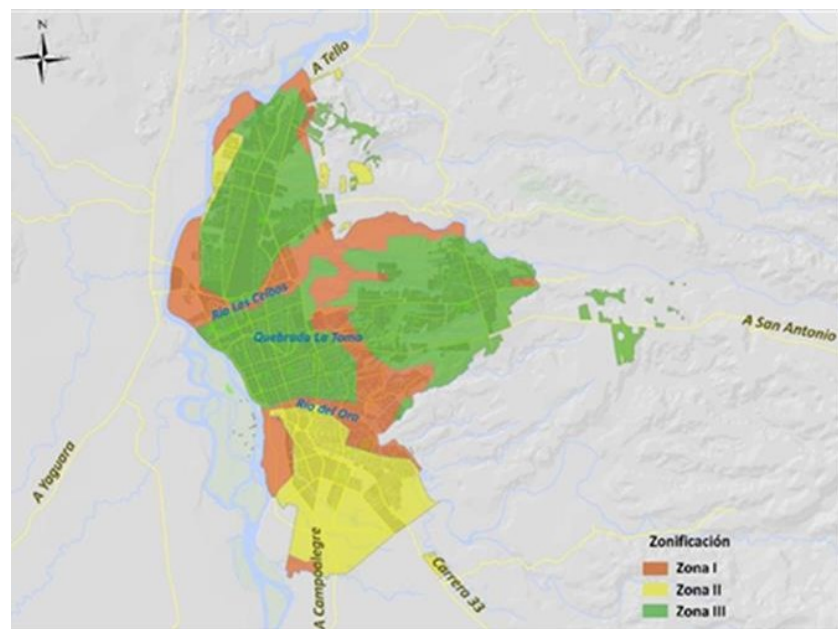 N
A Tello
Río Las Ceibas
Quebrada La Toma
A San Antonio
Río del Oro
A Yaguara
A Campoalegre
Carrera 33
Zonificación
Zona I
Zona II
Zona III